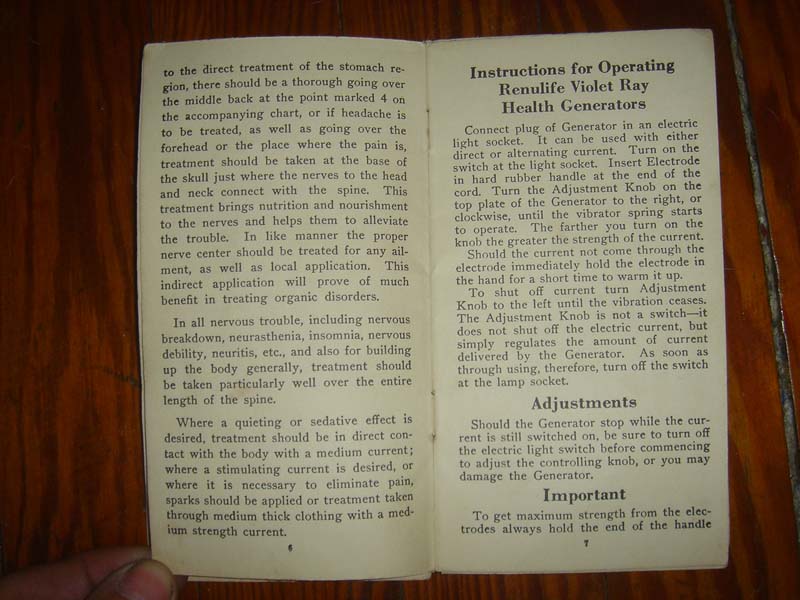 to the direct treatment of the stomach re-
gion, there should be a thorough going over
the middle back at the point marked 4 on
the accompanying chart, or if headache is
to be treated, as well as going over the
forehead or the place where the pain is,
treatment should be taken at the base of
the skull just where the nerves to the head
and neck connect with the spine. This
treatment brings nutrition and nourishment
to the nerves and helps them to alleviate
the trouble. In like manner the proper
nerve center should be treated for any ail-
ment, as well as local application. This
indirect application will prove of much
benefit in treating organic disorders.
In all nervous trouble, including nervous
breakdown, neurasthenia, insomnia, nervous
debility, neuritis, etc., and also for building
up the body generally, treatment should
be taken particularly well over the entire
length of the spine.
Where a quieting or sedative effect is
desired, treatment should be in direct con-
tact with the body with a medium current;
where a stimulating current is desired, or
where it is necessary to eliminate pain,
sparks should be applied or treatment taken
through medium thick clothing with a med-
ium strength current.
6
Instructions for Operating
Renulife Violet Ray
Health Generators
Connect plug of Generator in an electric
light socket. It can be used with either
direct or alternating current. Turn on the
switch at the light socket. Insert Electrode
in hard rubber handle at the end of the
cord. Turn the Adjustment Knob on the
top plate of the Generator to the right, or
clockwise, until the vibrator spring starts
to operate. The farther you turn on the
knob the greater the strength of the current.
Should the current not come through the
electrode immediately hold the electrode in
the hand for a short time to warm it up.
To shut off current turn Adjustment
Knob to the left until the vibration ceases.
The Adjustment Knob is not a switch—it
does not shut off the electric current, but
simply regulates the amount of current
delivered by the Generator. As soon as
through using, therefore, turn off the switch
at the lamp socket.
Adjustments
Should the Generator stop while the cur-
rent is still switched on, be sure to turn off
the electric light switch before commencing
to adjust the controlling knob, or you may
damage the Generator.
Important
To get maximum strength from the elec-
trodes always hold the end of the handle
7